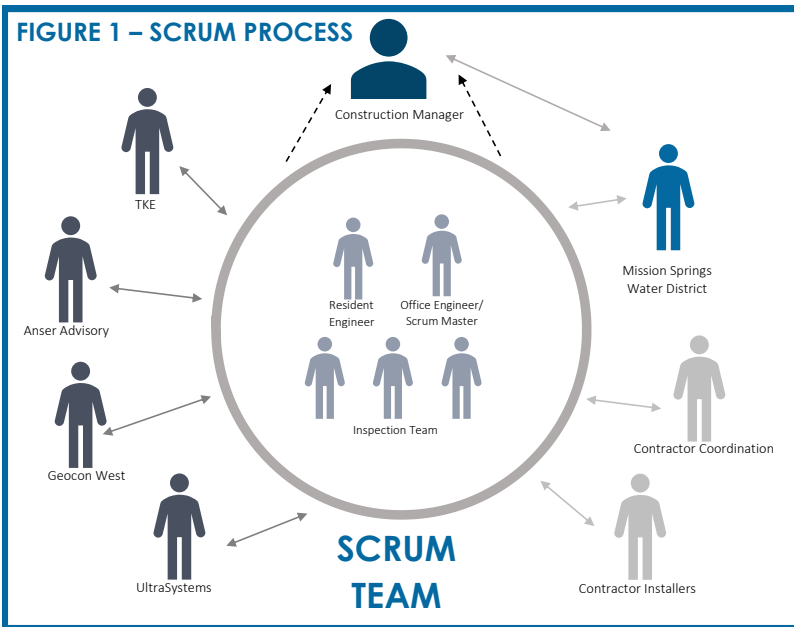 FIGURE 1 – SCRUM PROCESS
Construction Manager
TKE
Mission Springs
Water District
Anser Advisory
Resident
Engineer
Office Engineer/
Scrum Master
Inspection Team
Contractor Coordination
Geocon West
UltraSystems
Contractor Installers
SCRUM
TEAM